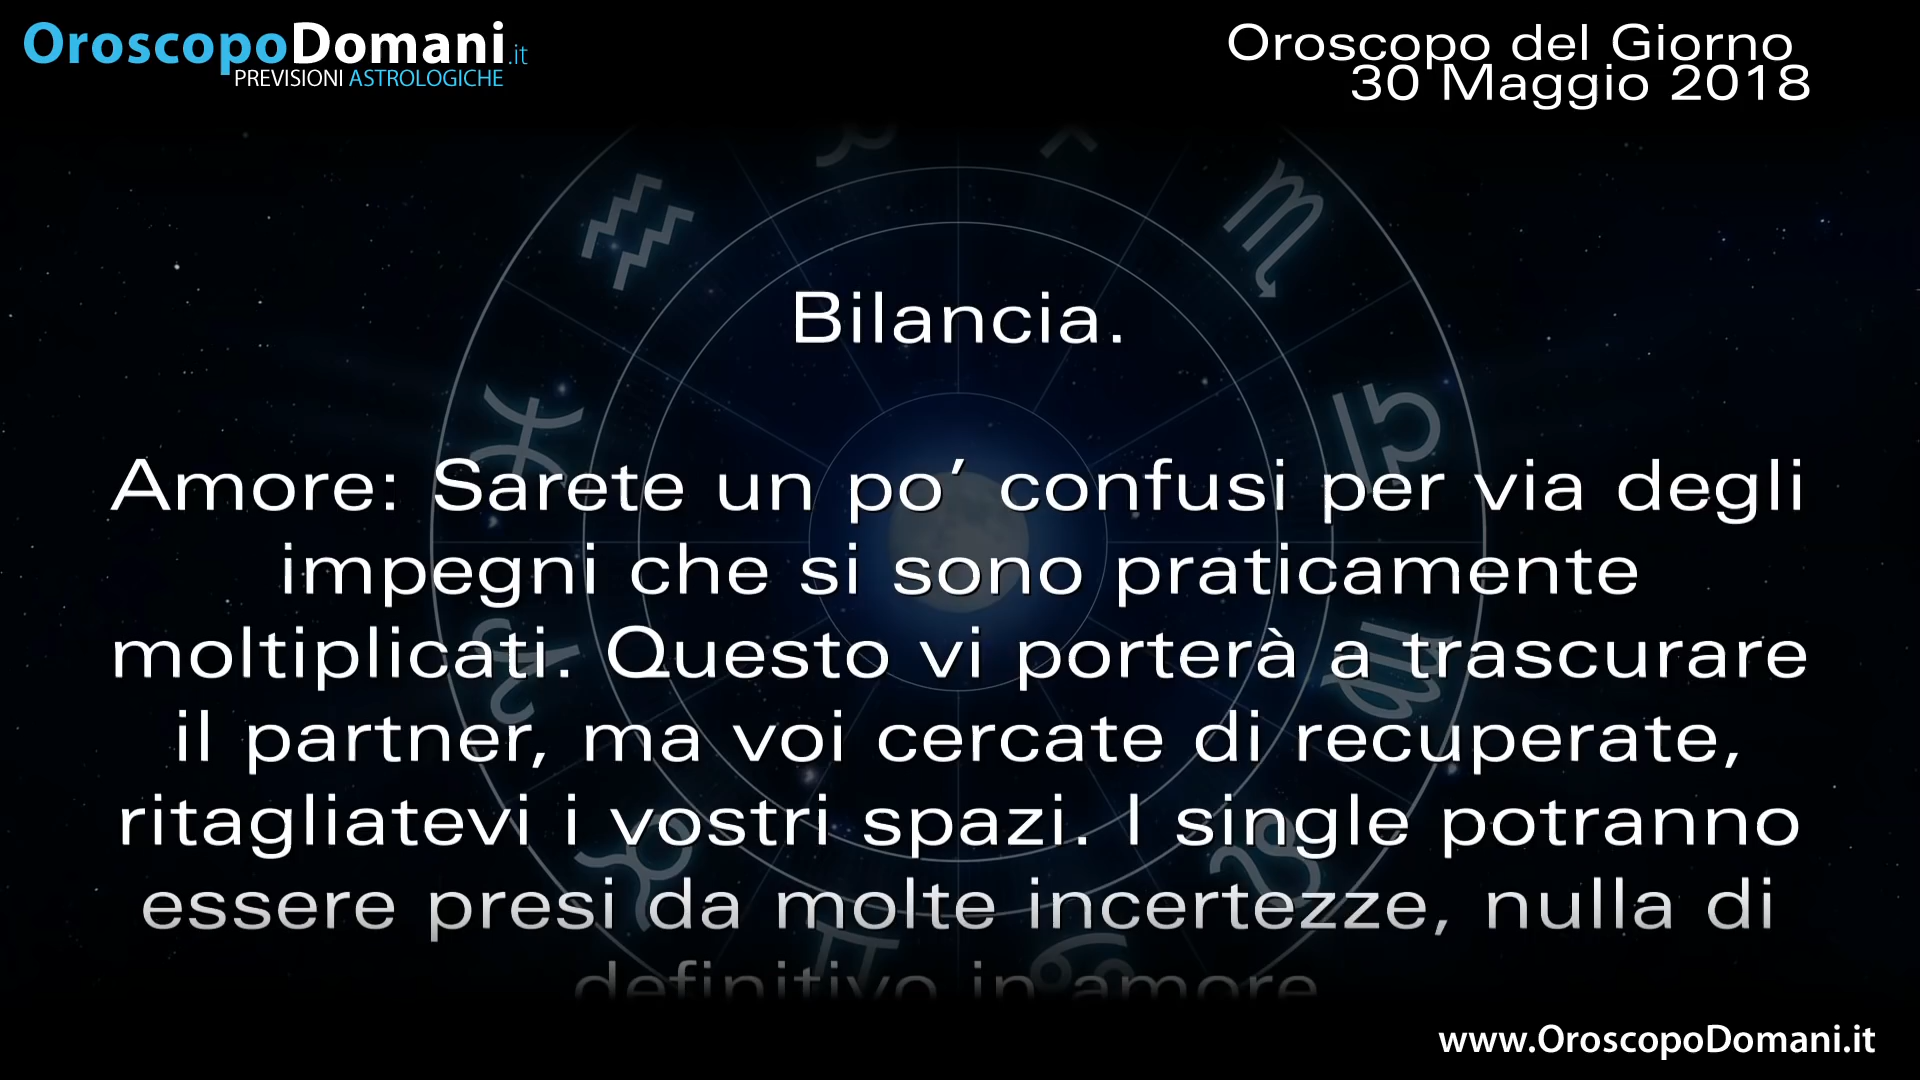 OroscopoDomani.it
PREVISIONI ASTROLOGICHE
Oroscopo del Giorno
30 Maggio 2018
Bilancia.
Amore: Sarete un po’ confusi per via degli
impegni che si sono praticamente
moltiplicati. Questo vi porterà a trascurare
il partner, ma voi cercate di recuperate,
ritagliatevi i vostri spazi. I single potranno
essere presi da molte incertezze, nulla di
definitivo in amore
www.OroscopoDomani.it